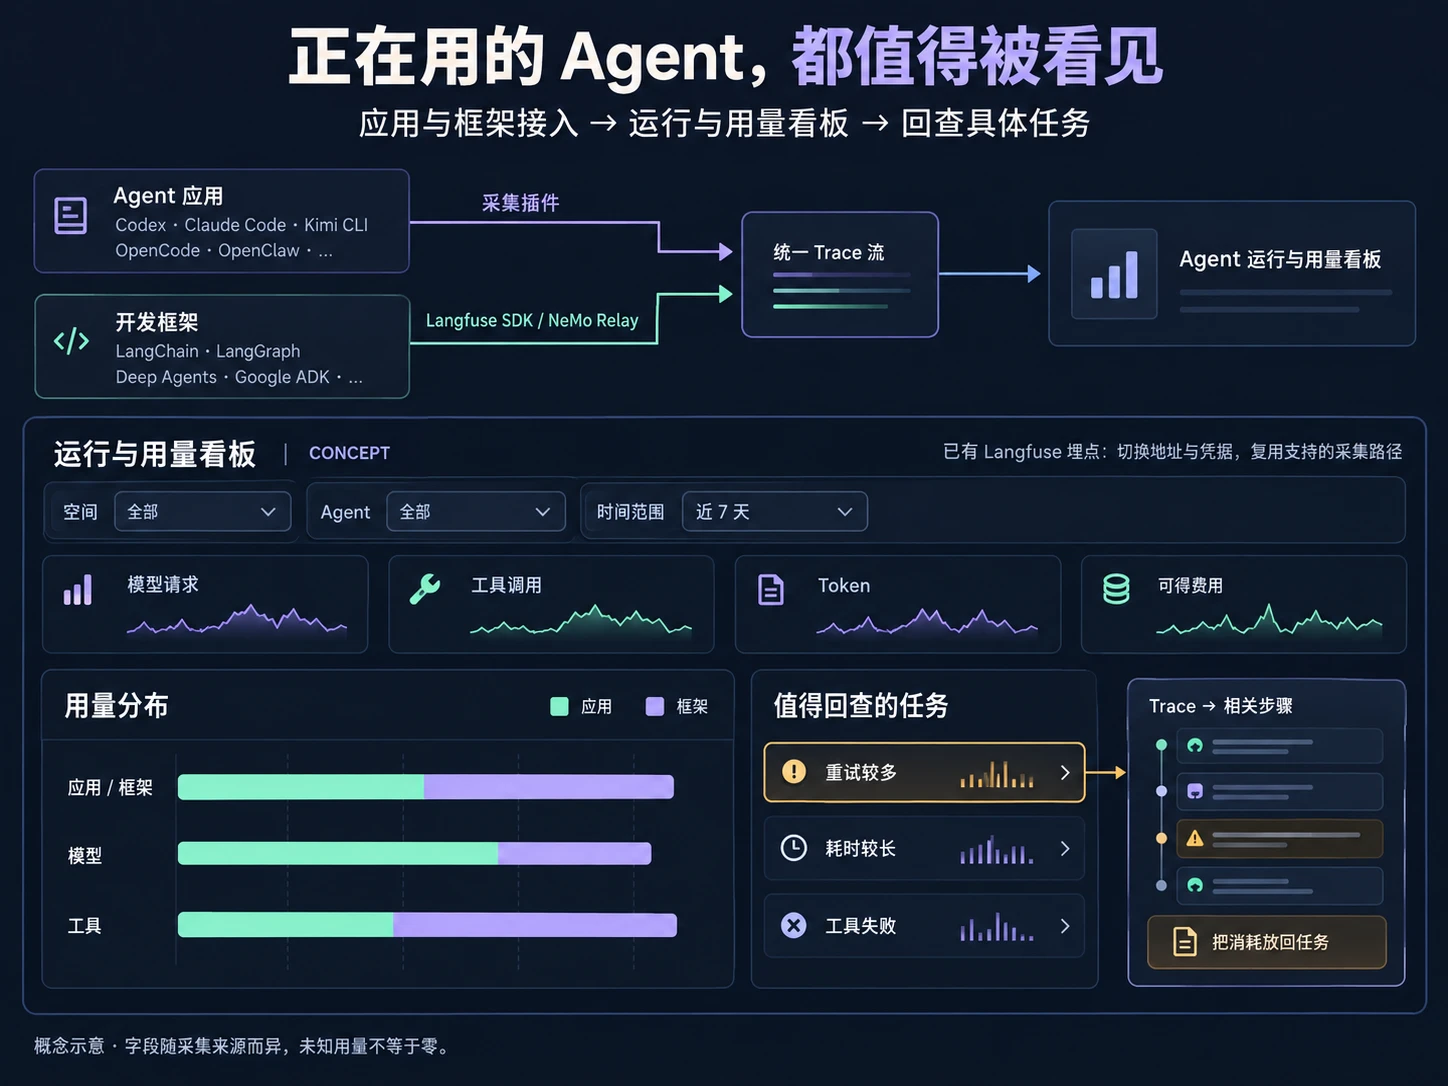 正在用的 Agent，都值得被看见
应用与框架接入 → 运行与用量看板 → 回查具体任务
Agent 应用
Codex · Claude Code · Kimi CLI
OpenCode · OpenClaw · ...
采集插件
开发框架
LangChain · LangGraph
Deep Agents · Google ADK · ...
Langfuse SDK / NeMo Relay
统一 Trace 流
Agent 运行与用量看板
运行与用量看板 | CONCEPT
已有 Langfuse 埋点：切换地址与凭据，复用支持的采集路径
空间 全部
Agent 全部
时间范围 近 7 天
模型请求
工具调用
Token
可得费用
用量分布
应用 框架
应用 / 框架
模型
工具
值得回查的任务
重试较多
耗时较长
工具失败
Trace → 相关步骤
把消耗放回任务
概念示意 · 字段随采集来源而异，未知用量不等于零。